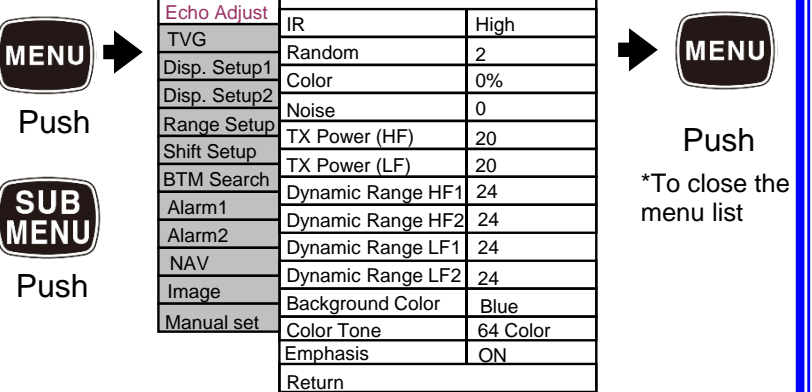 MENU
Push
SUB
MENU
Push
Echo Adjust
TVG
Disp. Setup1
Disp. Setup2
Range Setup
Shift Setup
BTM Search
Alarm1
Alarm2
NAV
Image
Manual set
IR High
Random 2
Color 0%
Noise 0
TX Power (HF) 20
TX Power (LF) 20
Dynamic Range HF1 24
Dynamic Range HF2 24
Dynamic Range LF1 24
Dynamic Range LF2 24
Background Color Blue
Color Tone 64 Color
Emphasis ON
Return
MENU
Push
*To close the
menu list